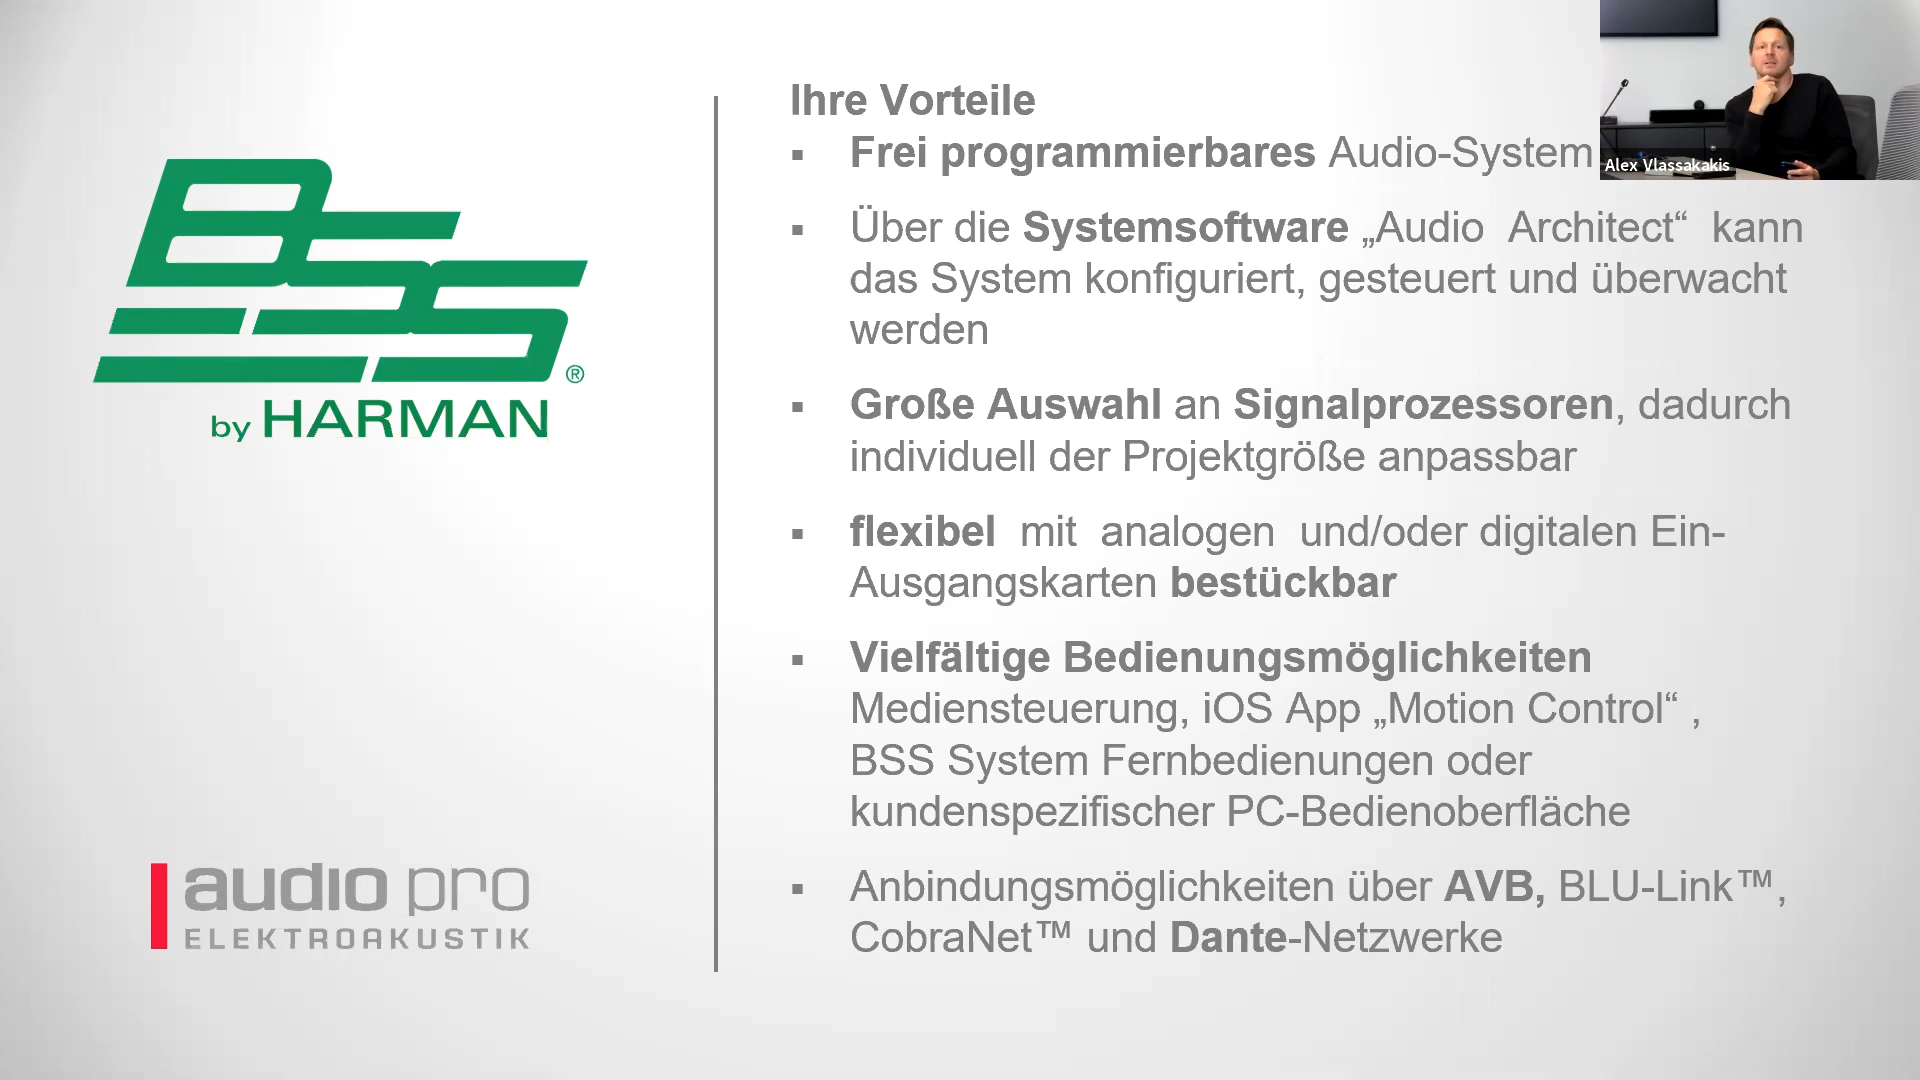 Ihre Vorteile
▪ Frei programmierbares Audio-System
▪ Über die Systemsoftware „Audio Architect“ kann
das System konfiguriert, gesteuert und überwacht
werden
▪ Große Auswahl an Signalprozessoren, dadurch
individuell der Projektgröße anpassbar
▪ flexibel mit analogen und/oder digitalen Ein-
Ausgangskarten bestückbar
▪ Vielfältige Bedienungsmöglichkeiten
Mediensteuerung, iOS App „Motion Control“ ,
BSS System Fernbedienungen oder
kundenspezifischer PC-Bedienoberfläche
▪ Anbindungsmöglichkeiten über AVB, BLU-Link™,
CobraNet™ und Dante-Netzwerke
BSS®
by HARMAN
audio pro
ELEKTROAKUSTIK
Alex Vlassakakis